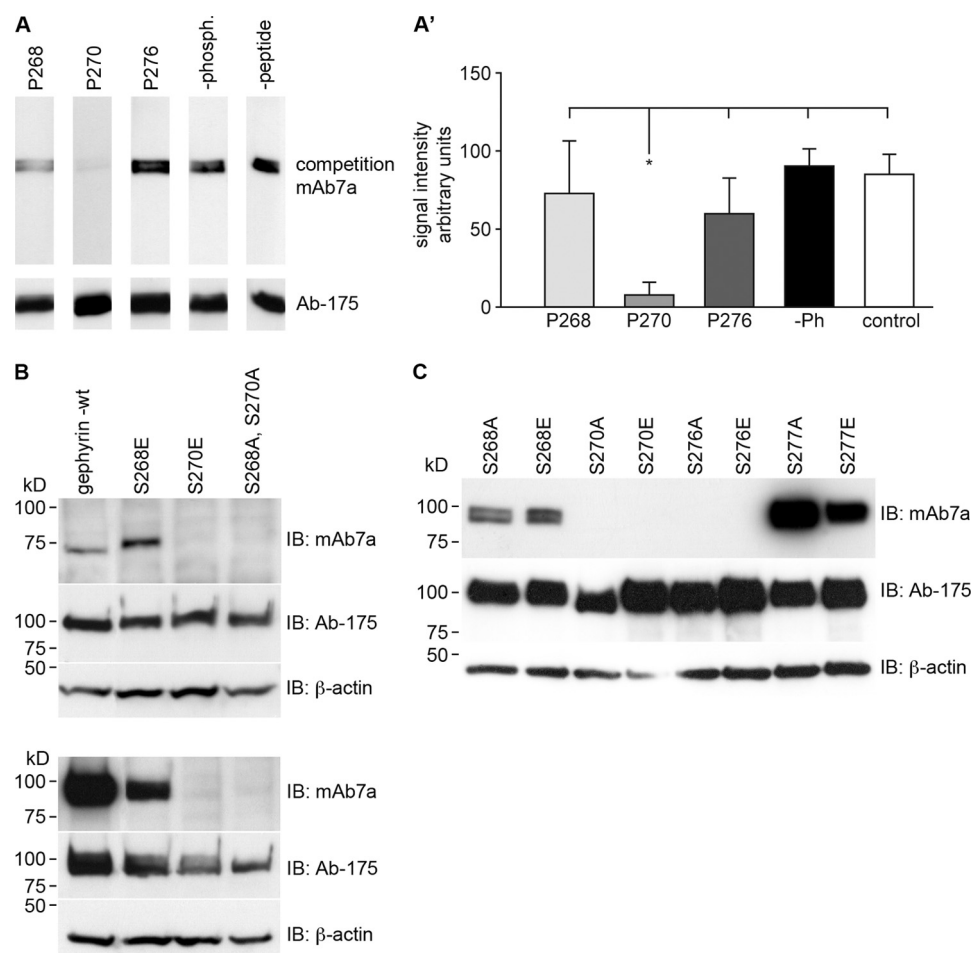 A
P268
P270
P276
-phosph.
-peptide
competition
mAb7a
Ab-175
A'
signal intensity
arbitrary units
150
100
50
0
*
P268
P270
P276
-Ph
control
B
gephyrin -wt
S268E
S270E
S268A, S270A
kD
100
75
IB: mAb7a
100
75
IB: Ab-175
50
IB: β-actin
kD
100
75
IB: mAb7a
100
75
IB: Ab-175
50
IB: β-actin
C
S268A
S268E
S270A
S270E
S276A
S276E
S277A
S277E
kD
100
75
IB: mAb7a
100
75
IB: Ab-175
50
IB: β-actin